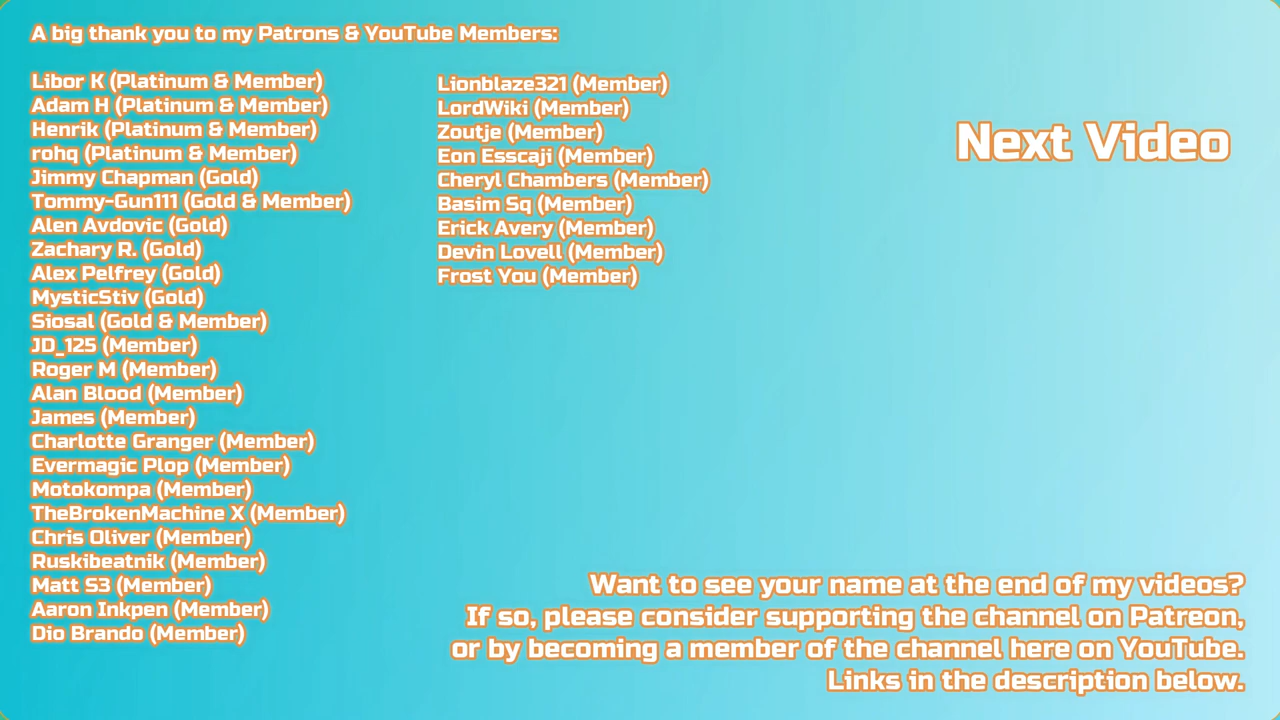 A big thank you to my Patrons & YouTube Members:
Libor K (Platinum & Member)
Adam H (Platinum & Member)
Henrik (Platinum & Member)
rohq (Platinum & Member)
Jimmy Chapman (Gold)
Tommy-Gun111 (Gold & Member)
Alen Avdovic (Gold)
Zachary R. (Gold)
Alex Pelfrey (Gold)
MysticStiv (Gold)
Siosal (Gold & Member)
JD_125 (Member)
Roger M (Member)
Alan Blood (Member)
James (Member)
Charlotte Granger (Member)
Evermagic Plop (Member)
Motokompa (Member)
TheBrokenMachine X (Member)
Chris Oliver (Member)
Ruskibeatnik (Member)
Matt S3 (Member)
Aaron Inkpen (Member)
Dio Brando (Member)
Lionblaze321 (Member)
LordWiki (Member)
Zoutje (Member)
Eon Esscaji (Member)
Cheryl Chambers (Member)
Basim Sq (Member)
Erick Avery (Member)
Devin Lovell (Member)
Frost You (Member)
Next Video
Want to see your name at the end of my videos?
If so, please consider supporting the channel on Patreon,
or by becoming a member of the channel here on YouTube.
Links in the description below.